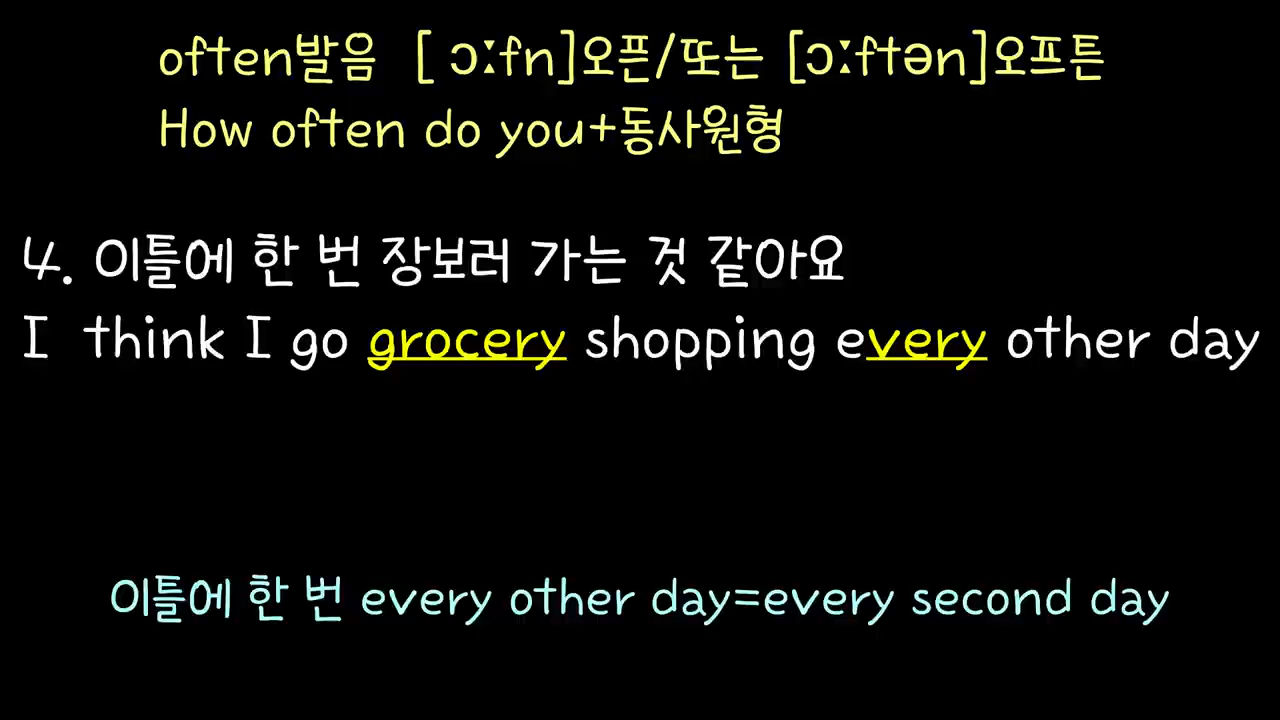 often발음 [ ɔːfn]오픈/또는 [ɔːftən]오프튼
How often do you+동사원형
4. 이틀에 한 번 장보러 가는 것 같아요
I think I go grocery shopping every other day
이틀에 한 번 every other day=every second day